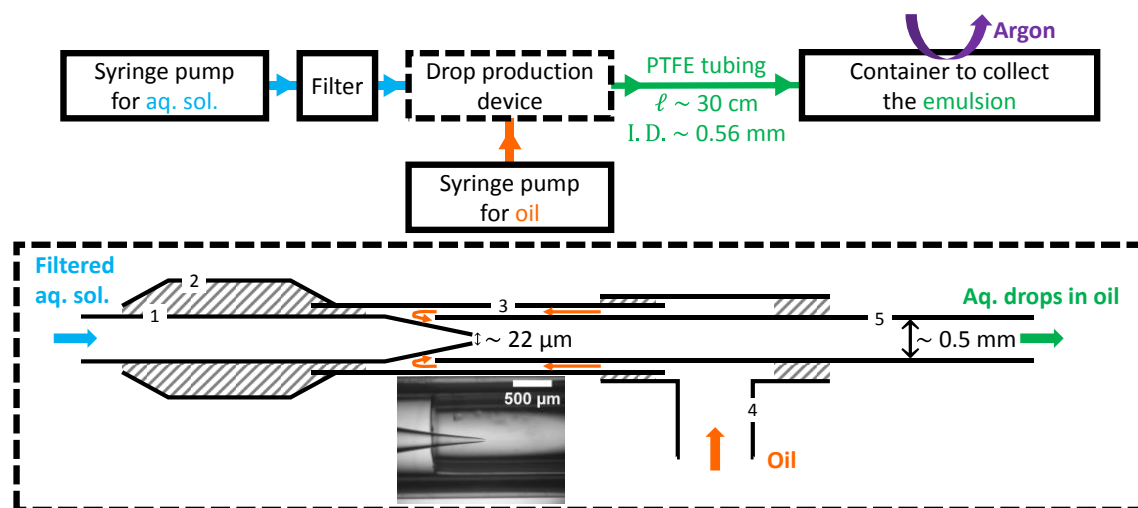 Argon
Syringe pump
for aq. sol.
Filter
Drop production
device
PTFE tubing
ℓ ~ 30 cm
I. D. ~ 0.56 mm
Container to collect
the emulsion
Syringe pump
for oil
Filtered
aq. sol.
1
2
3
5
Aq. drops in oil
~ 22 μm
~ 0.5 mm
500 μm
4
Oil